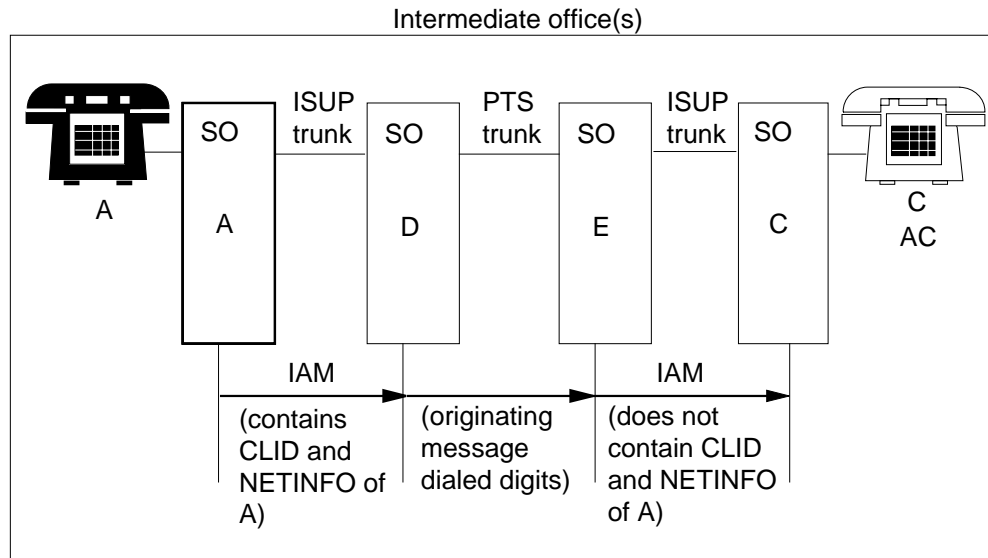 Intermediate office(s)
ISUP
trunk
PTS
trunk
ISUP
trunk
SO
SO
SO
SO
A
C
AC
A
D
E
C
IAM
(contains
CLID and
NETINFO of
A)
(originating
message
dialed digits)
IAM
(does not
contain CLID
and NETINFO
of A)